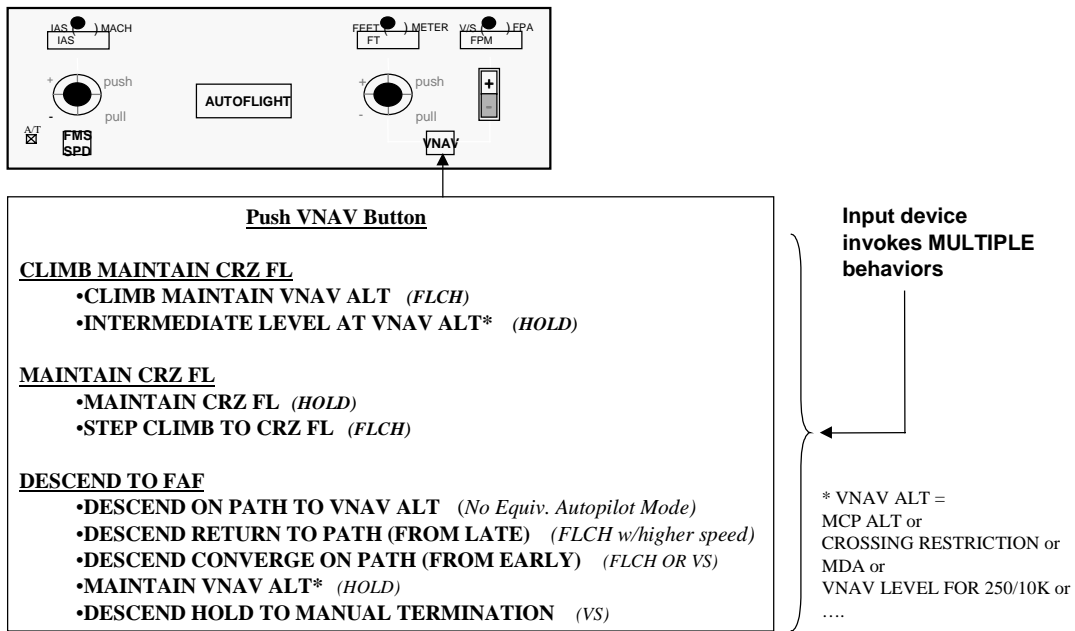 IAS ( ) MACH
IAS
FEET ( ) METER
FT
V/S ( ) FPA
FPM
+ push
- pull
AUTOFLIGHT
+ push
- pull
+
-
A/T
FMS
SPD
VNAV
Push VNAV Button
CLIMB MAINTAIN CRZ FL
•CLIMB MAINTAIN VNAV ALT (FLCH)
•INTERMEDIATE LEVEL AT VNAV ALT* (HOLD)
MAINTAIN CRZ FL
•MAINTAIN CRZ FL (HOLD)
•STEP CLIMB TO CRZ FL (FLCH)
DESCEND TO FAF
•DESCEND ON PATH TO VNAV ALT (No Equiv. Autopilot Mode)
•DESCEND RETURN TO PATH (FROM LATE) (FLCH w/higher speed)
•DESCEND CONVERGE ON PATH (FROM EARLY) (FLCH OR VS)
•MAINTAIN VNAV ALT* (HOLD)
•DESCEND HOLD TO MANUAL TERMINATION (VS)
Input device
invokes MULTIPLE
behaviors
* VNAV ALT =
MCP ALT or
CROSSING RESTRICTION or
MDA or
VNAV LEVEL FOR 250/10K or
….